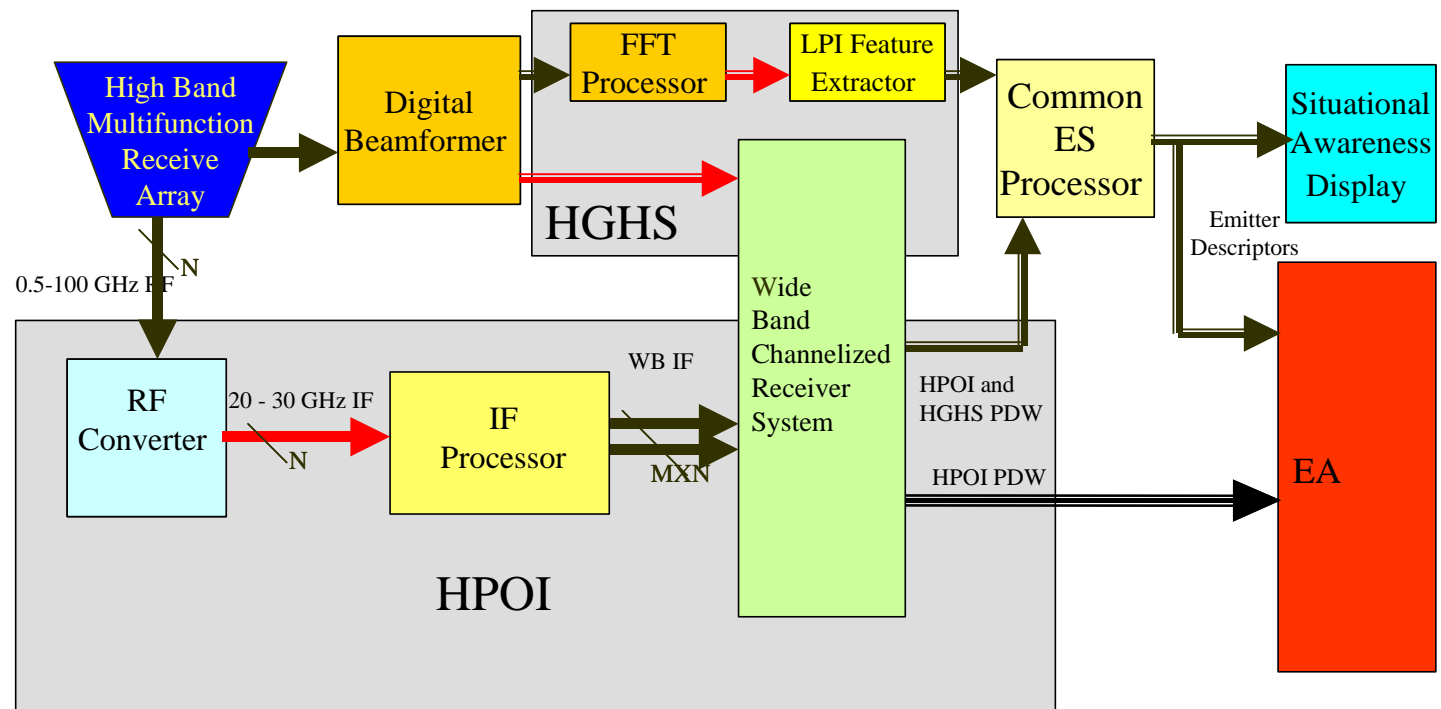 High Band
Multifunction
Receive
Array
Digital
Beamformer
FFT
Processor
LPI Feature
Extractor
Common
ES
Processor
Situational
Awareness
Display
HGHS
Emitter
Descriptors
N
0.5-100 GHz RF
RF
Converter
20 - 30 GHz IF
N
IF
Processor
WB IF
MXN
Wide
Band
Channelized
Receiver
System
HPOI and
HGHS PDW
HPOI PDW
EA
HPOI